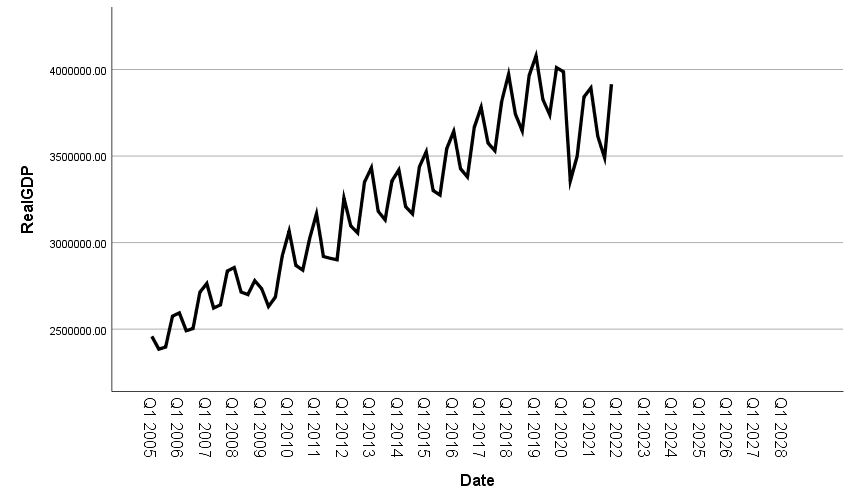 RealGDP
4000000.00
3500000.00
3000000.00
2500000.00
Q1 2005
Q1 2006
Q1 2007
Q1 2008
Q1 2009
Q1 2010
Q1 2011
Q1 2012
Q1 2013
Q1 2014
Q1 2015
Q1 2016
Q1 2017
Q1 2018
Q1 2019
Q1 2020
Q1 2021
Q1 2022
Q1 2023
Q1 2024
Q1 2025
Q1 2026
Q1 2027
Q1 2028
Date